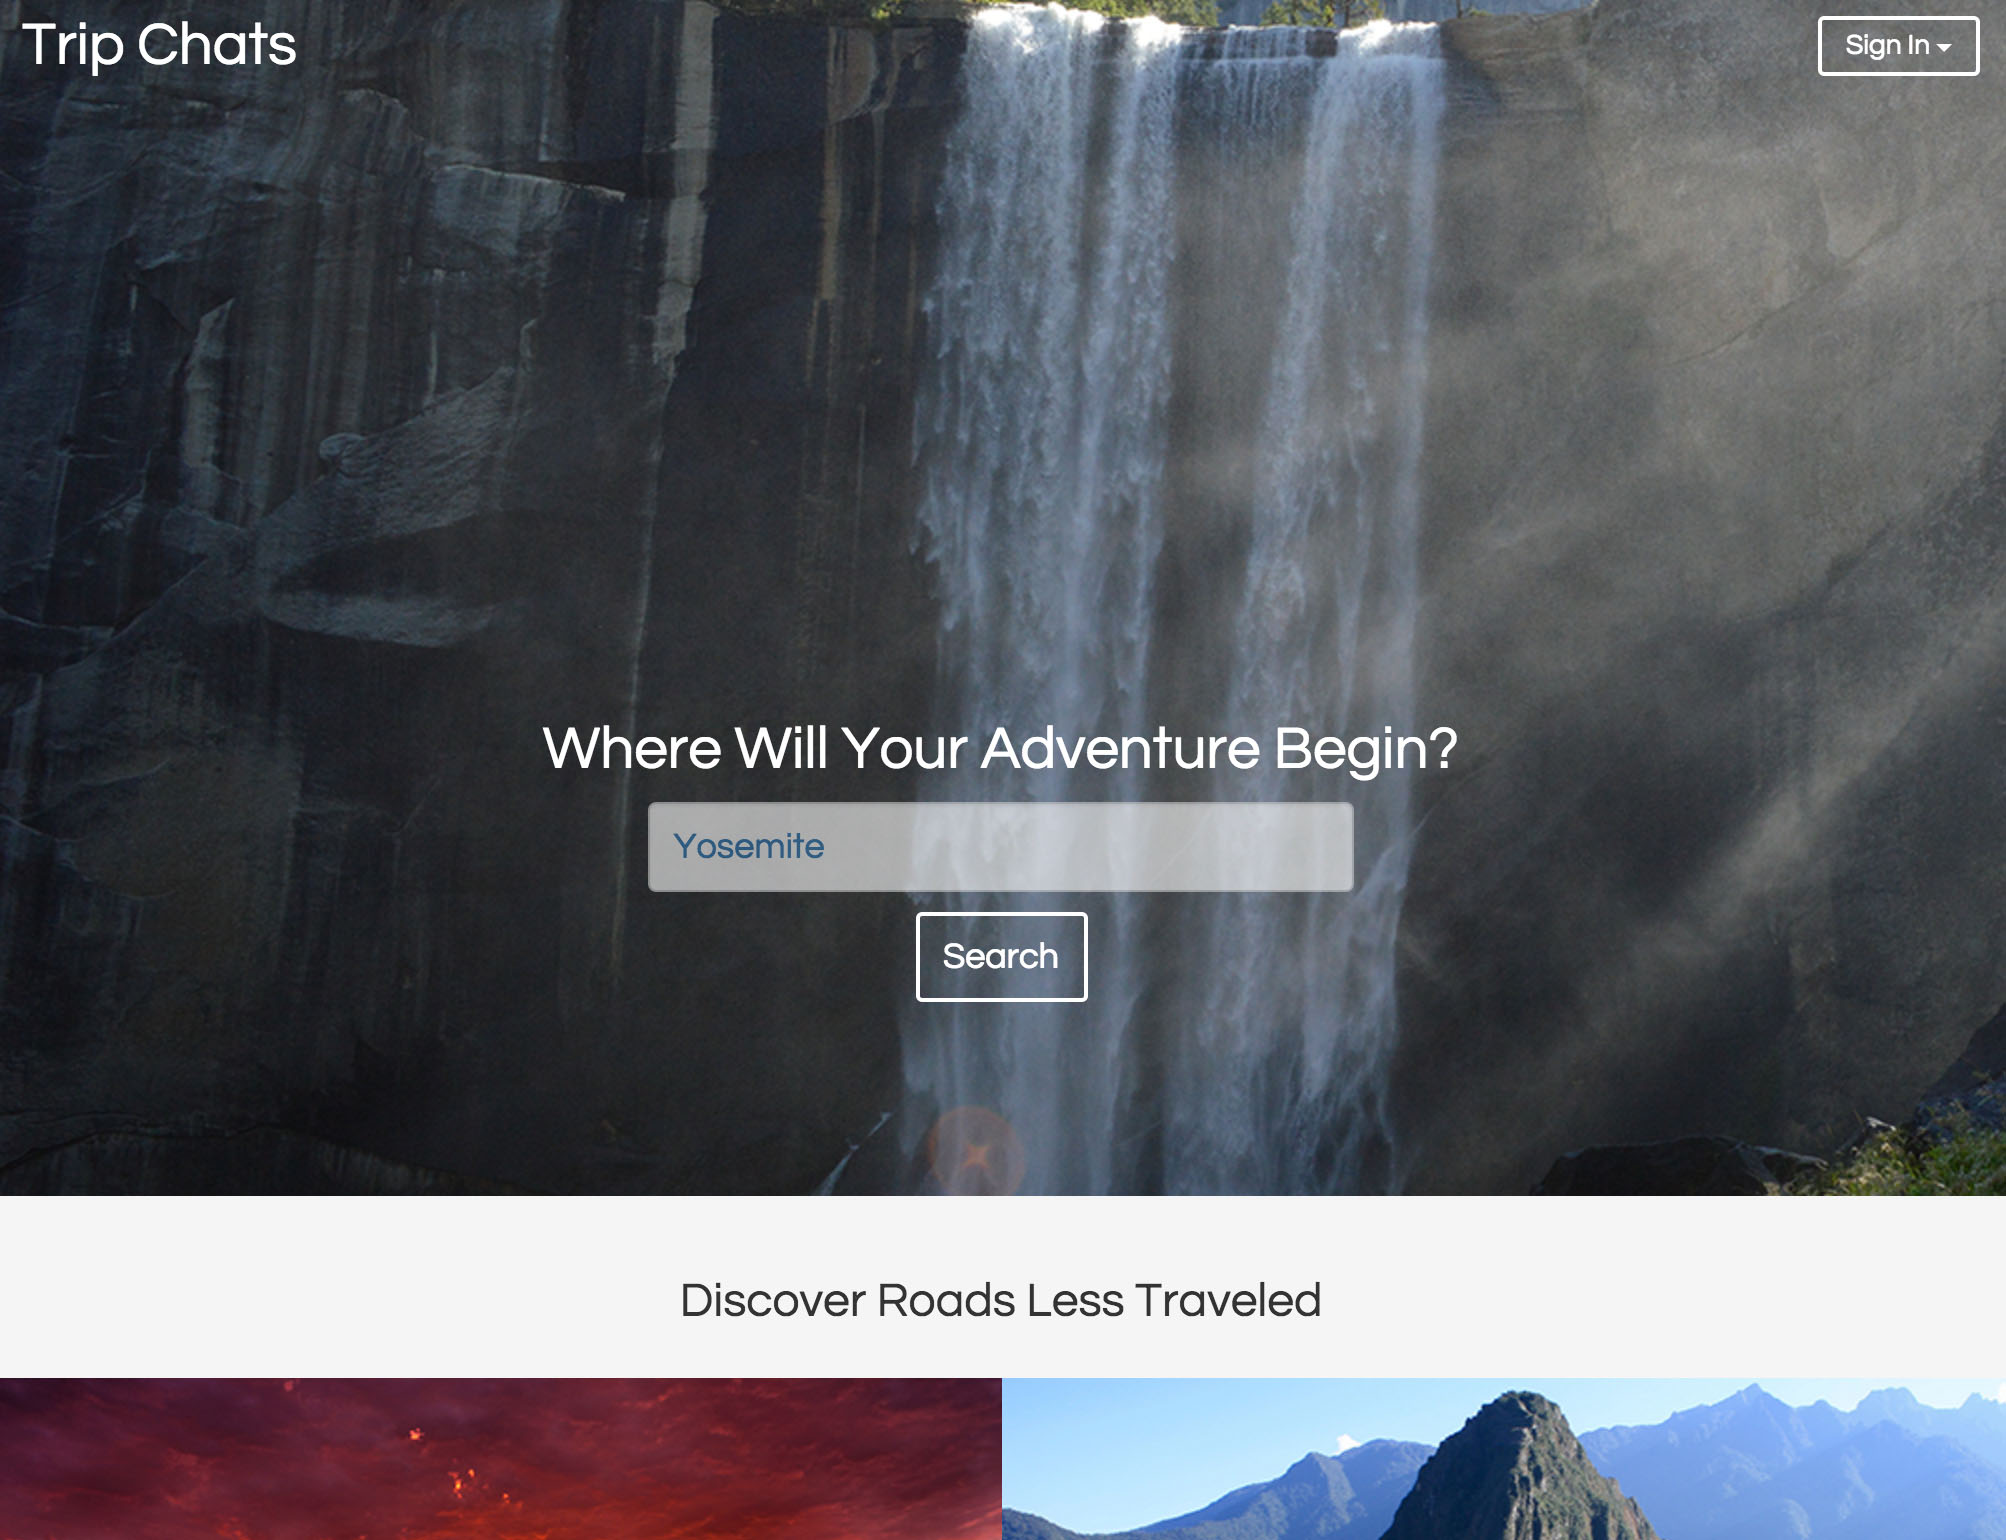 Trip Chats
Sign In
Where Will Your Adventure Begin?
Yosemite
Search
Discover Roads Less Traveled